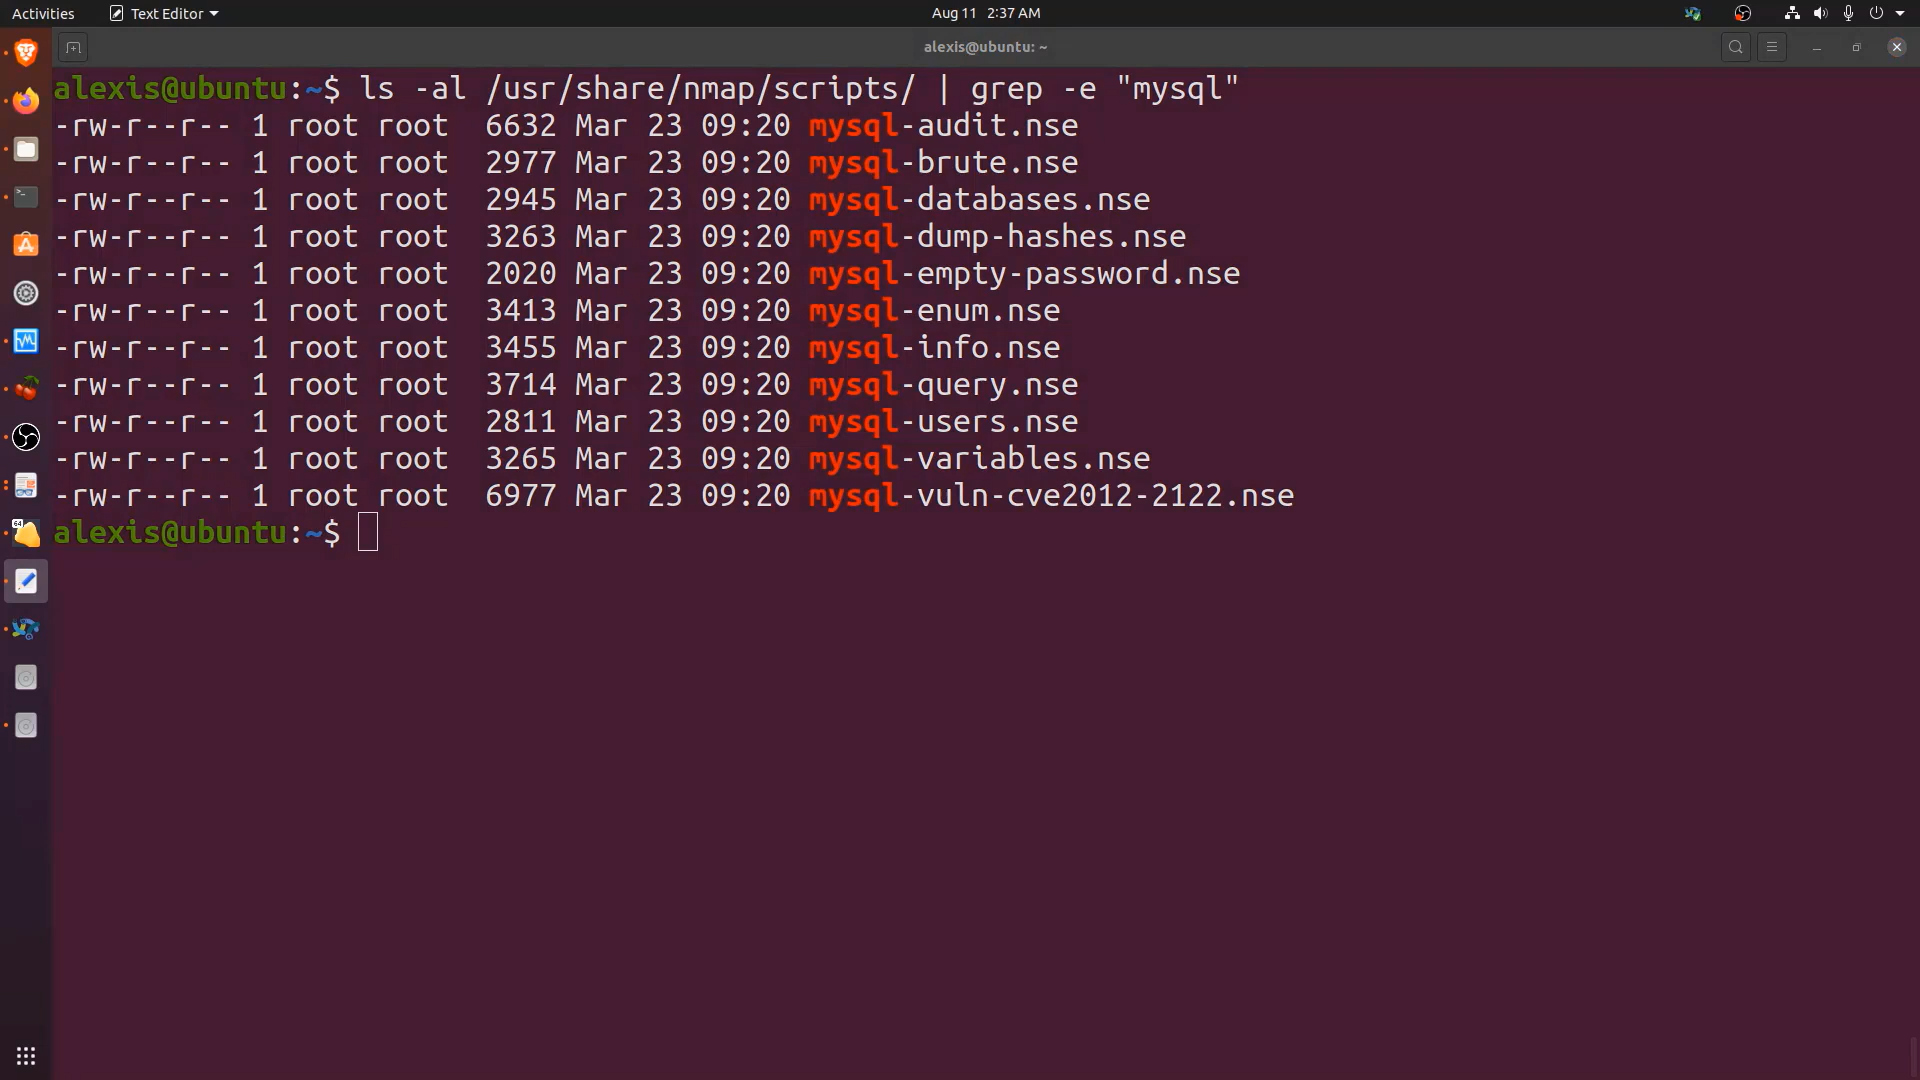 Activities
Text Editor
Aug 11 2:37 AM
alexis@ubuntu: ~
alexis@ubuntu:~$ ls -al /usr/share/nmap/scripts/ | grep -e "mysql"
-rw-r--r-- 1 root root  6632 Mar 23 09:20 mysql-audit.nse
-rw-r--r-- 1 root root  2977 Mar 23 09:20 mysql-brute.nse
-rw-r--r-- 1 root root  2945 Mar 23 09:20 mysql-databases.nse
-rw-r--r-- 1 root root  3263 Mar 23 09:20 mysql-dump-hashes.nse
-rw-r--r-- 1 root root  2020 Mar 23 09:20 mysql-empty-password.nse
-rw-r--r-- 1 root root  3413 Mar 23 09:20 mysql-enum.nse
-rw-r--r-- 1 root root  3455 Mar 23 09:20 mysql-info.nse
-rw-r--r-- 1 root root  3714 Mar 23 09:20 mysql-query.nse
-rw-r--r-- 1 root root  2811 Mar 23 09:20 mysql-users.nse
-rw-r--r-- 1 root root  3265 Mar 23 09:20 mysql-variables.nse
-rw-r--r-- 1 root root  6977 Mar 23 09:20 mysql-vuln-cve2012-2122.nse
alexis@ubuntu:~$
64